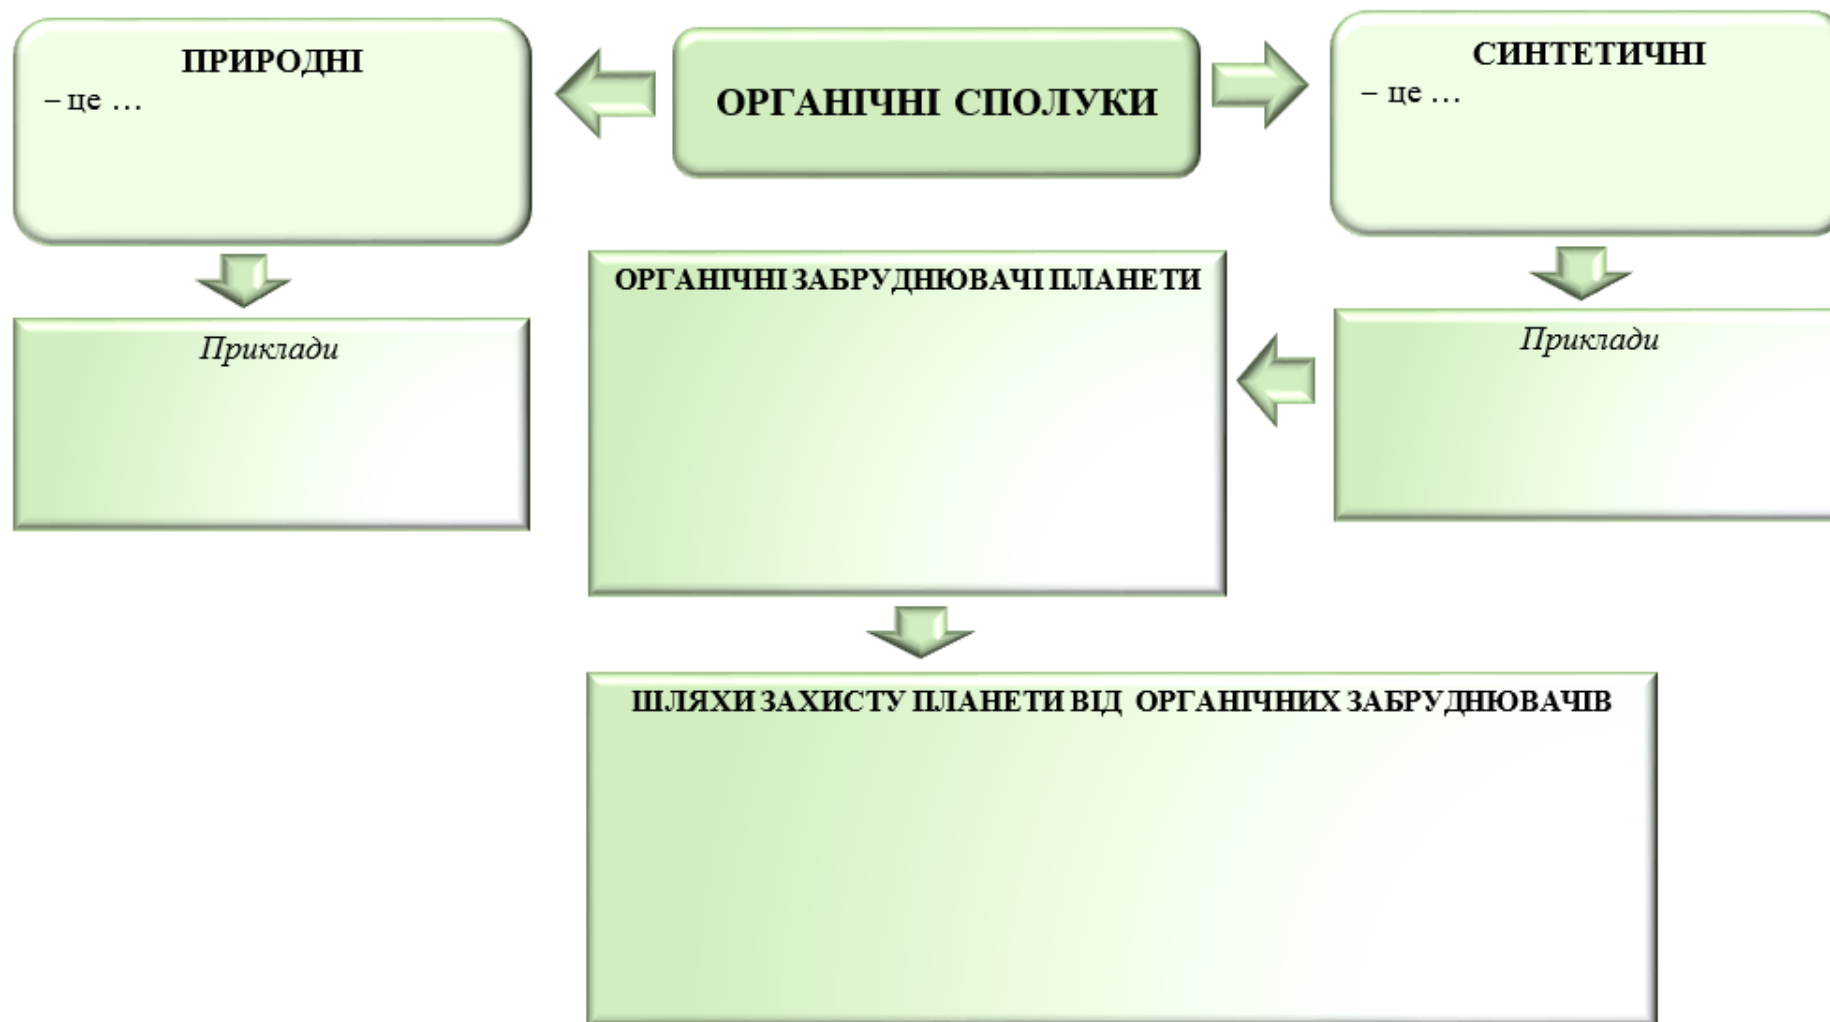 ПРИРОДНІ
– це …
ОРГАНІЧНІ СПОЛУКИ
СИНТЕТИЧНІ
– це …
Приклади
ОРГАНІЧНІ ЗАБРУДНЮВАЧІ ПЛАНЕТИ
Приклади
ШЛЯХИ ЗАХИСТУ ПЛАНЕТИ ВІД ОРГАНІЧНИХ ЗАБРУДНЮВАЧІВ